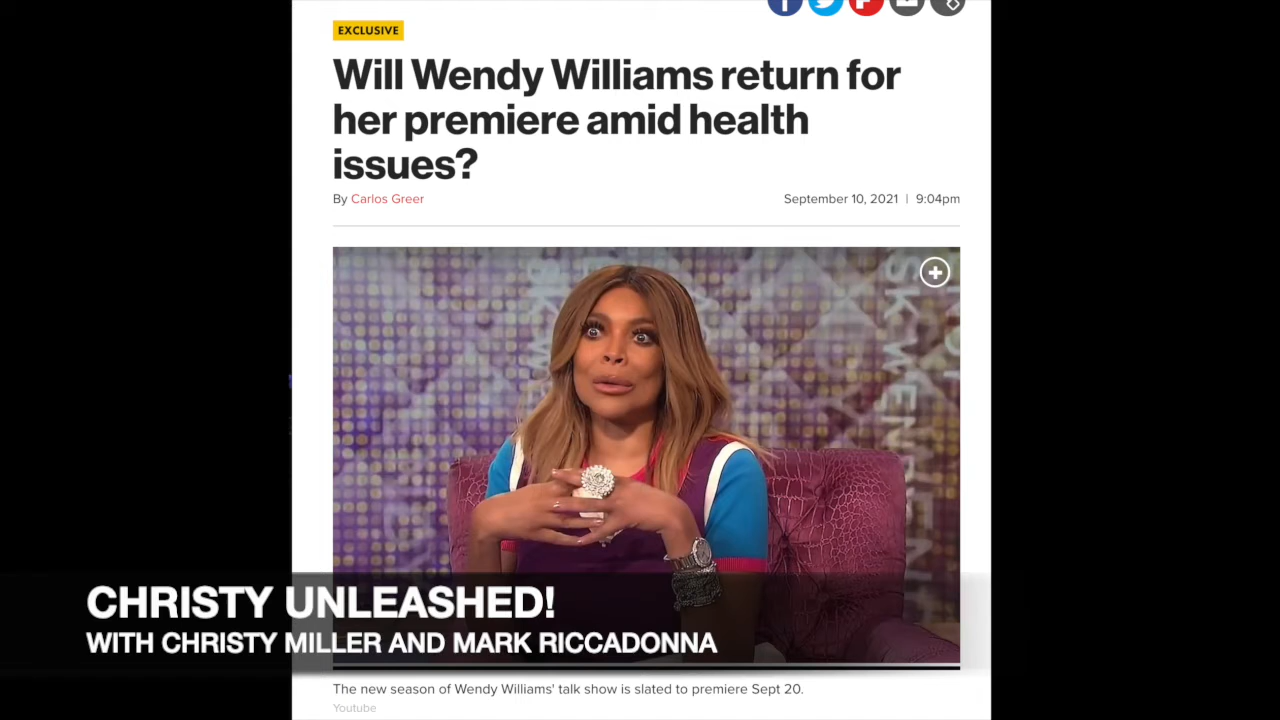 EXCLUSIVE
Will Wendy Williams return for
her premiere amid health
issues?
By Carlos Greer
September 10, 2021 | 9:04pm
CHRISTY UNLEASHED!
WITH CHRISTY MILLER AND MARK RICCADONNA
The new season of Wendy Williams' talk show is slated to premiere Sept 20.
Youtube